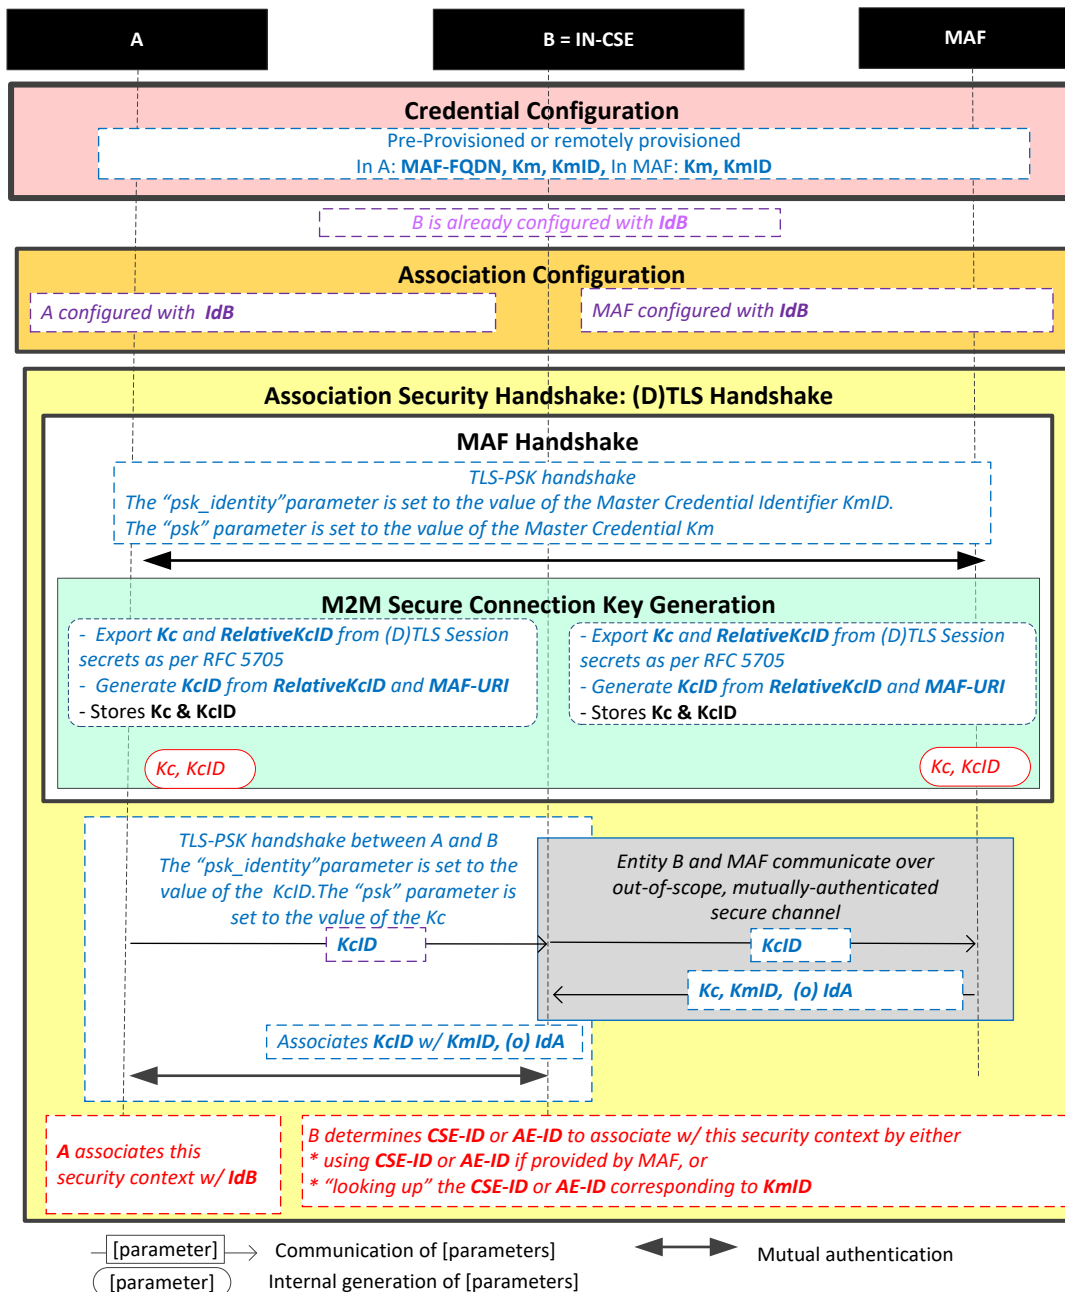 A
B = IN-CSE
MAF
Credential Configuration
Pre-Provisioned or remotely provisioned
In A: MAF-FQDN, Km, KmID, In MAF: Km, KmID
B is already configured with IdB
Association Configuration
A configured with IdB
MAF configured with IdB
Association Security Handshake: (D)TLS Handshake
MAF Handshake
TLS-PSK handshake
The “psk_identity”parameter is set to the value of the Master Credential Identifier KmID.
The “psk” parameter is set to the value of the Master Credential Km
M2M Secure Connection Key Generation
- Export Kc and RelativeKcID from (D)TLS Session
secrets as per RFC 5705
- Generate KcID from RelativeKcID and MAF-URI
- Stores Kc & KcID
- Export Kc and RelativeKcID from (D)TLS Session
secrets as per RFC 5705
- Generate KcID from RelativeKcID and MAF-URI
- Stores Kc & KcID
Kc, KcID
Kc, KcID
TLS-PSK handshake between A and B
The “psk_identity”parameter is set to the
value of the KcID.The “psk” parameter is
set to the value of the Kc
Entity B and MAF communicate over
out-of-scope, mutually-authenticated
secure channel
KcID
KcID
Kc, KmID, (o) IdA
Associates KcID w/ KmID, (o) IdA
A associates this
security context w/ IdB
B determines CSE-ID or AE-ID to associate w/ this security context by either
* using CSE-ID or AE-ID if provided by MAF, or
* “looking up” the CSE-ID or AE-ID corresponding to KmID
[parameter]
Communication of [parameters]
Mutual authentication
[parameter]
Internal generation of [parameters]